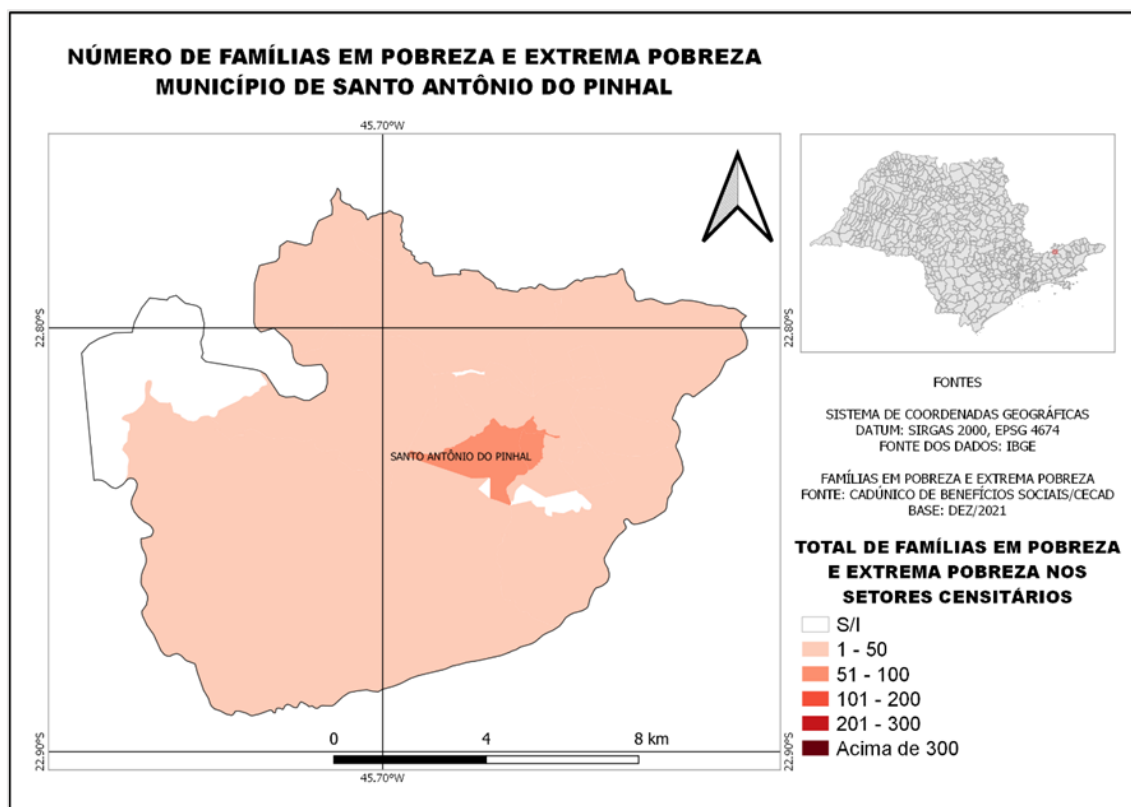 NÚMERO DE FAMÍLIAS EM POBREZA E EXTREMA POBREZA
MUNICÍPIO DE SANTO ANTÔNIO DO PINHAL
45.70°W
22.80°S
22.80°S
SANTO ANTÔNIO DO PINHAL
0 4 8 km
22.90°S
22.90°S
45.70°W
FONTES
SISTEMA DE COORDENADAS GEOGRÁFICAS
DATUM: SIRGAS 2000, EPSG 4674
FONTE DOS DADOS: IBGE
FAMÍLIAS EM POBREZA E EXTREMA POBREZA
FONTE: CADÚNICO DE BENEFÍCIOS SOCIAIS/CECAD
BASE: DEZ/2021
TOTAL DE FAMÍLIAS EM POBREZA
E EXTREMA POBREZA NOS
SETORES CENSITÁRIOS
S/I
1 - 50
51 - 100
101 - 200
201 - 300
Acima de 300